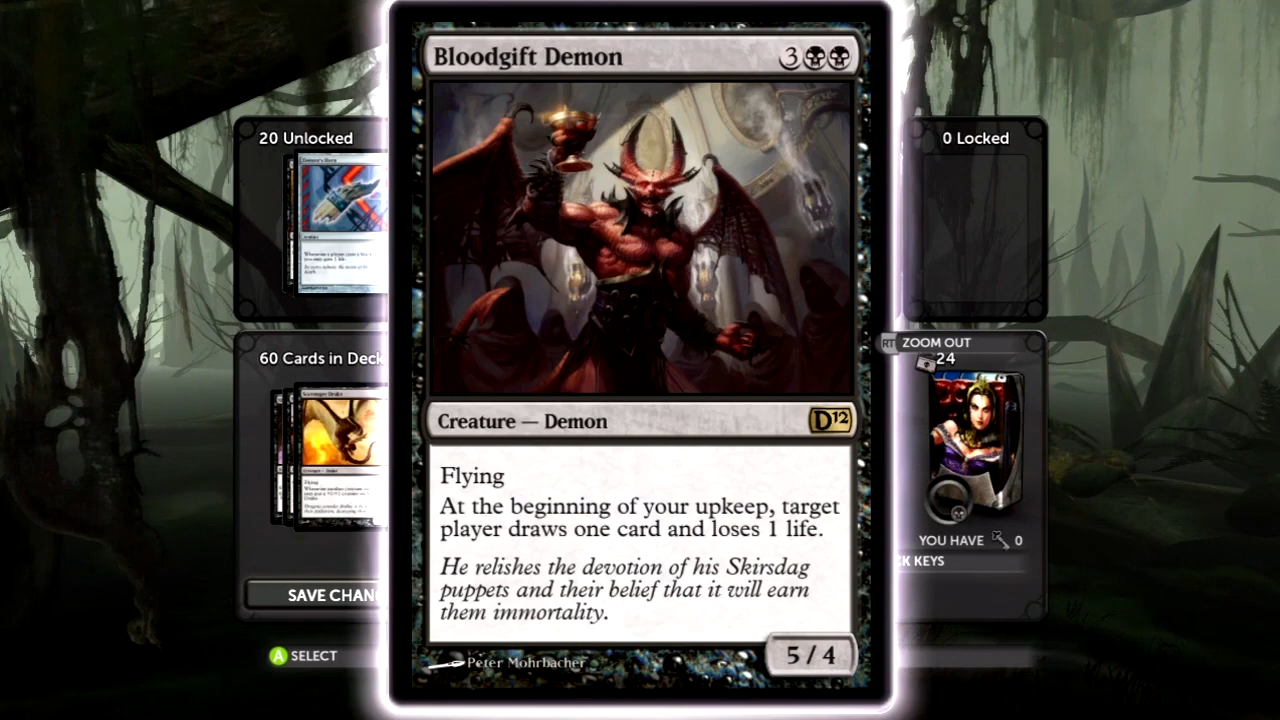 Bloodgift Demon 3
20 Unlocked
0 Locked
60 Cards in Deck
RT ZOOM OUT
24
Creature — Demon D12
Flying
At the beginning of your upkeep, target
player draws one card and loses 1 life.
He relishes the devotion of his Skirsdag
puppets and their belief that it will earn
them immortality.
5 / 4
Peter Mohrbacher
YOU HAVE 0
CK KEYS
SAVE CHAN
A SELECT